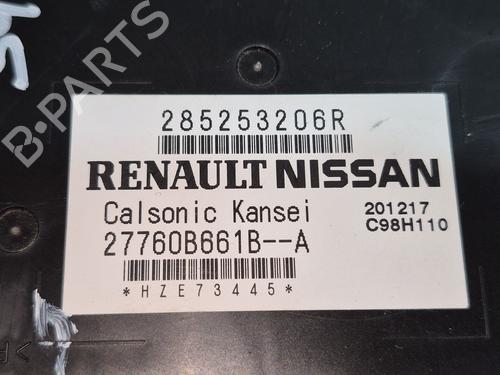 B-PARTS
285253206R
RENAULT NISSAN
Calsonic Kansei
27760B661B--A
201217
C98H110
*HZE73445*